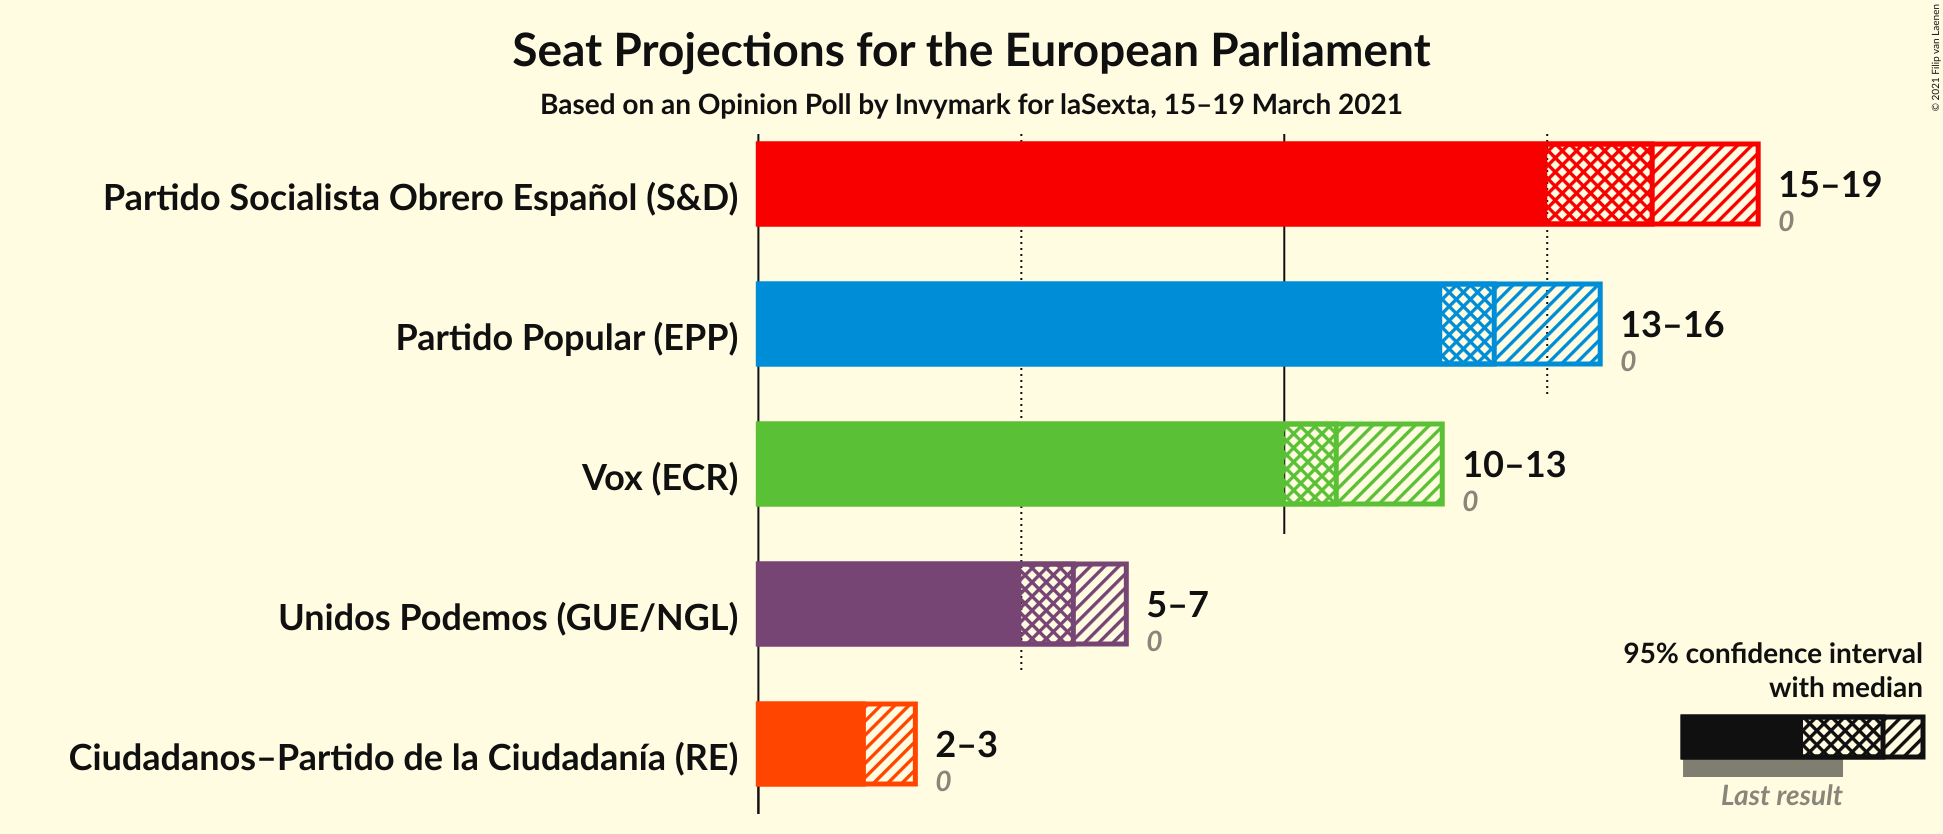 Seat Projections for the European Parliament
Based on an Opinion Poll by Invymark for laSexta, 15–19 March 2021
© 2021 Filip van Laenen
Partido Socialista Obrero Español (S&D)
15–19
0
Partido Popular (EPP)
13–16
0
Vox (ECR)
10–13
0
Unidos Podemos (GUE/NGL)
5–7
0
Ciudadanos–Partido de la Ciudadanía (RE)
2–3
0
95% confidence interval
with median
Last result